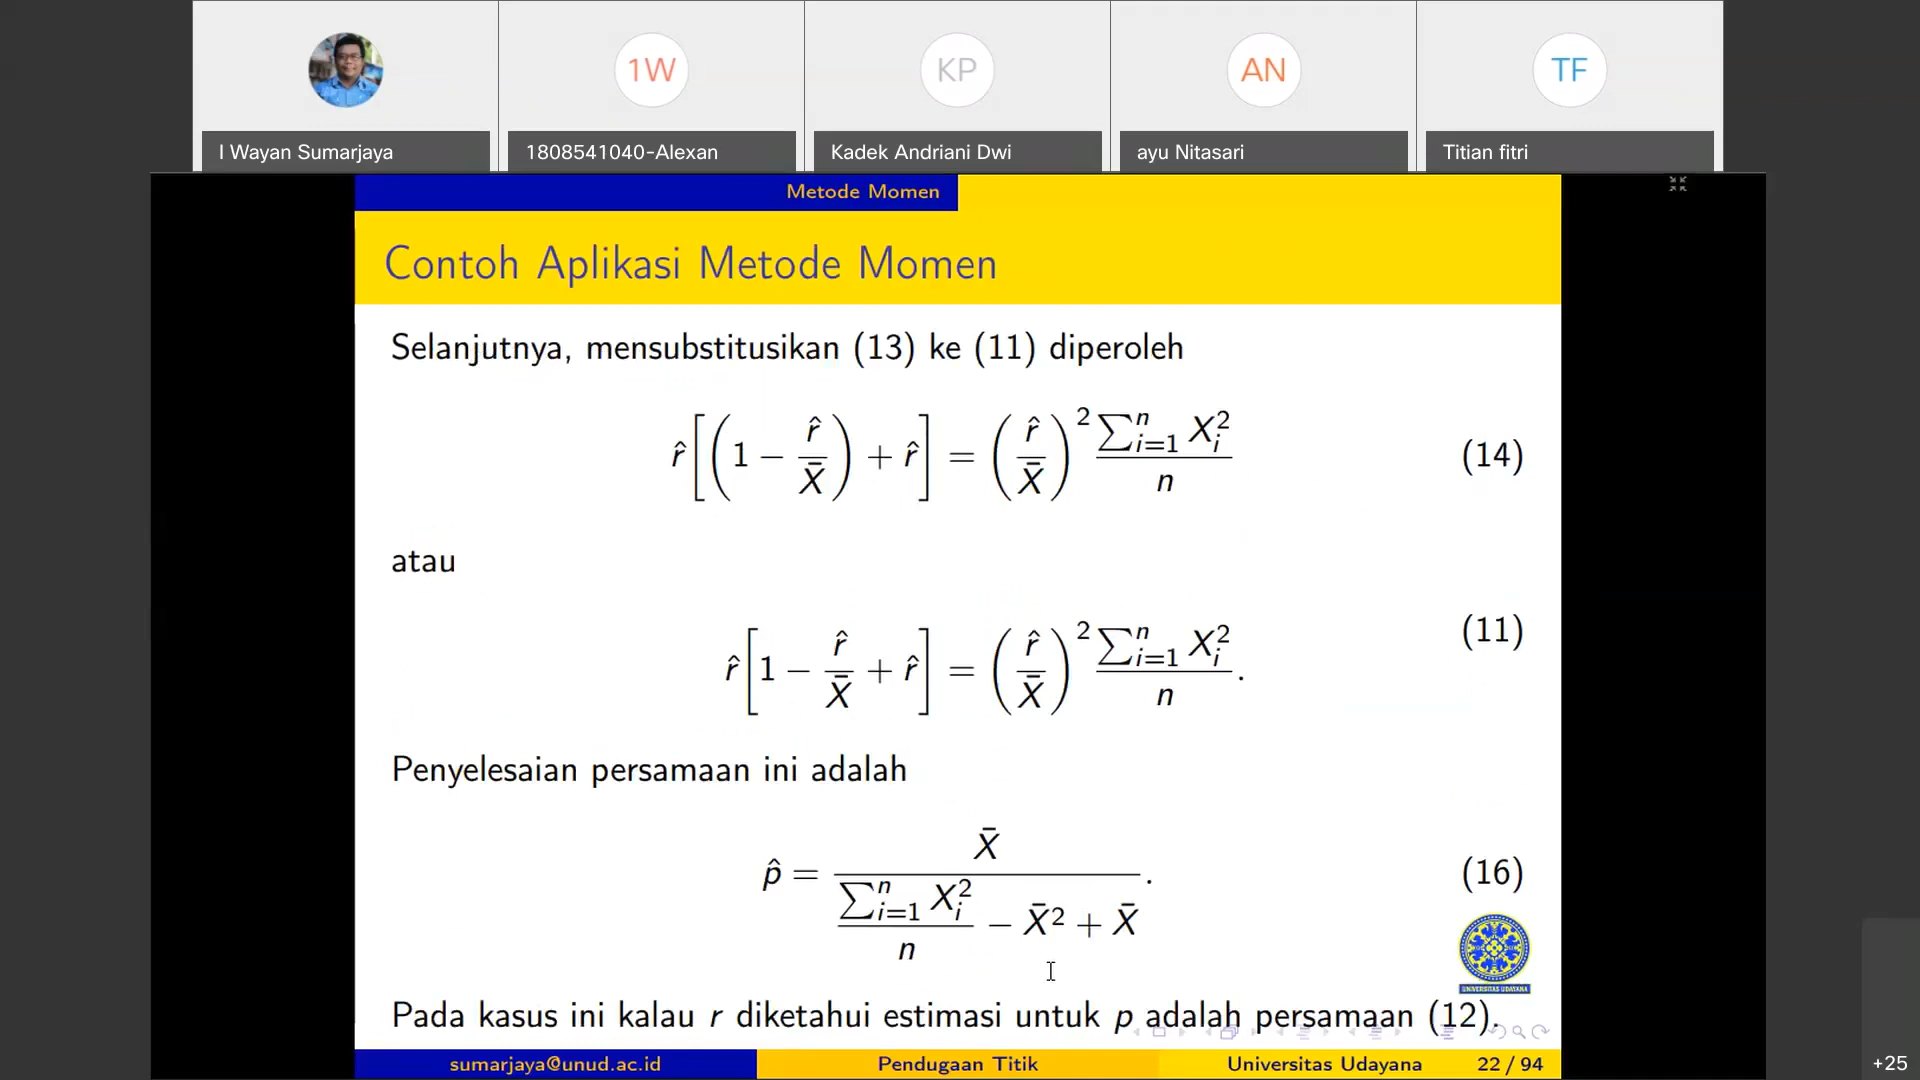 1W
KP
AN
TF
I Wayan Sumarjaya
1808541040-Alexan
Kadek Andriani Dwi
ayu Nitasari
Titian fitri
Metode Momen
Contoh Aplikasi Metode Momen
Selanjutnya, mensubstitusikan (13) ke (11) diperoleh
r̂[(1 − r̂/X̄) + r̂] = (r̂/X̄)² ∑ⁿᵢ₌₁ Xᵢ²/n (14)
atau
r̂[1 − r̂/X̄ + r̂] = (r̂/X̄)² ∑ⁿᵢ₌₁ Xᵢ²/n. (11)
Penyelesaian persamaan ini adalah
p̂ = X̄/(∑ⁿᵢ₌₁ Xᵢ²/n − X̄² + X̄). (16)
UNIVERSITAS UDAYANA
Pada kasus ini kalau r diketahui estimasi untuk p adalah persamaan (12).
sumarjaya@unud.ac.id Pendugaan Titik Universitas Udayana 22 / 94
+25